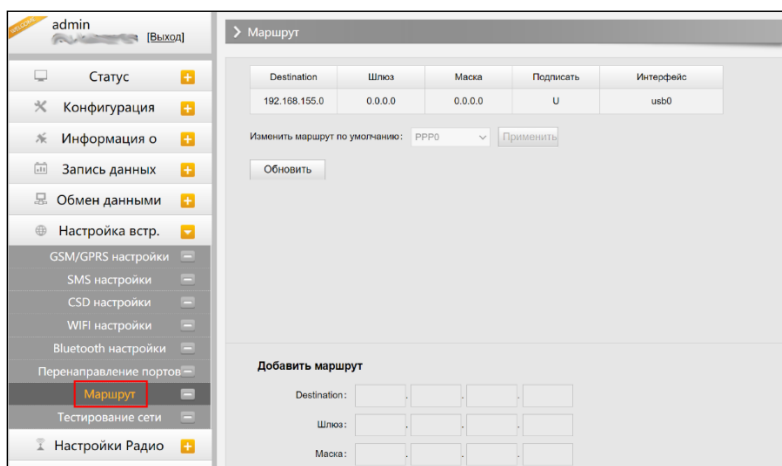 WELCOME
admin
[Выход]
Статус
Конфигурация
Информация о
Запись данных
Обмен данными
Настройка встр.
GSM/GPRS настройки
SMS настройки
CSD настройки
WIFI настройки
Bluetooth настройки
Перенаправление портов
Маршрут
Тестирование сети
Настройки Радио
Маршрут
Destination Шлюз Маска Подписать Интерфейс
192.168.155.0 0.0.0.0 0.0.0.0 U usb0
Изменить маршрут по умолчанию: PPP0 Применить
Обновить
Добавить маршрут
Destination: . . .
Шлюз: . . .
Маска: . . .